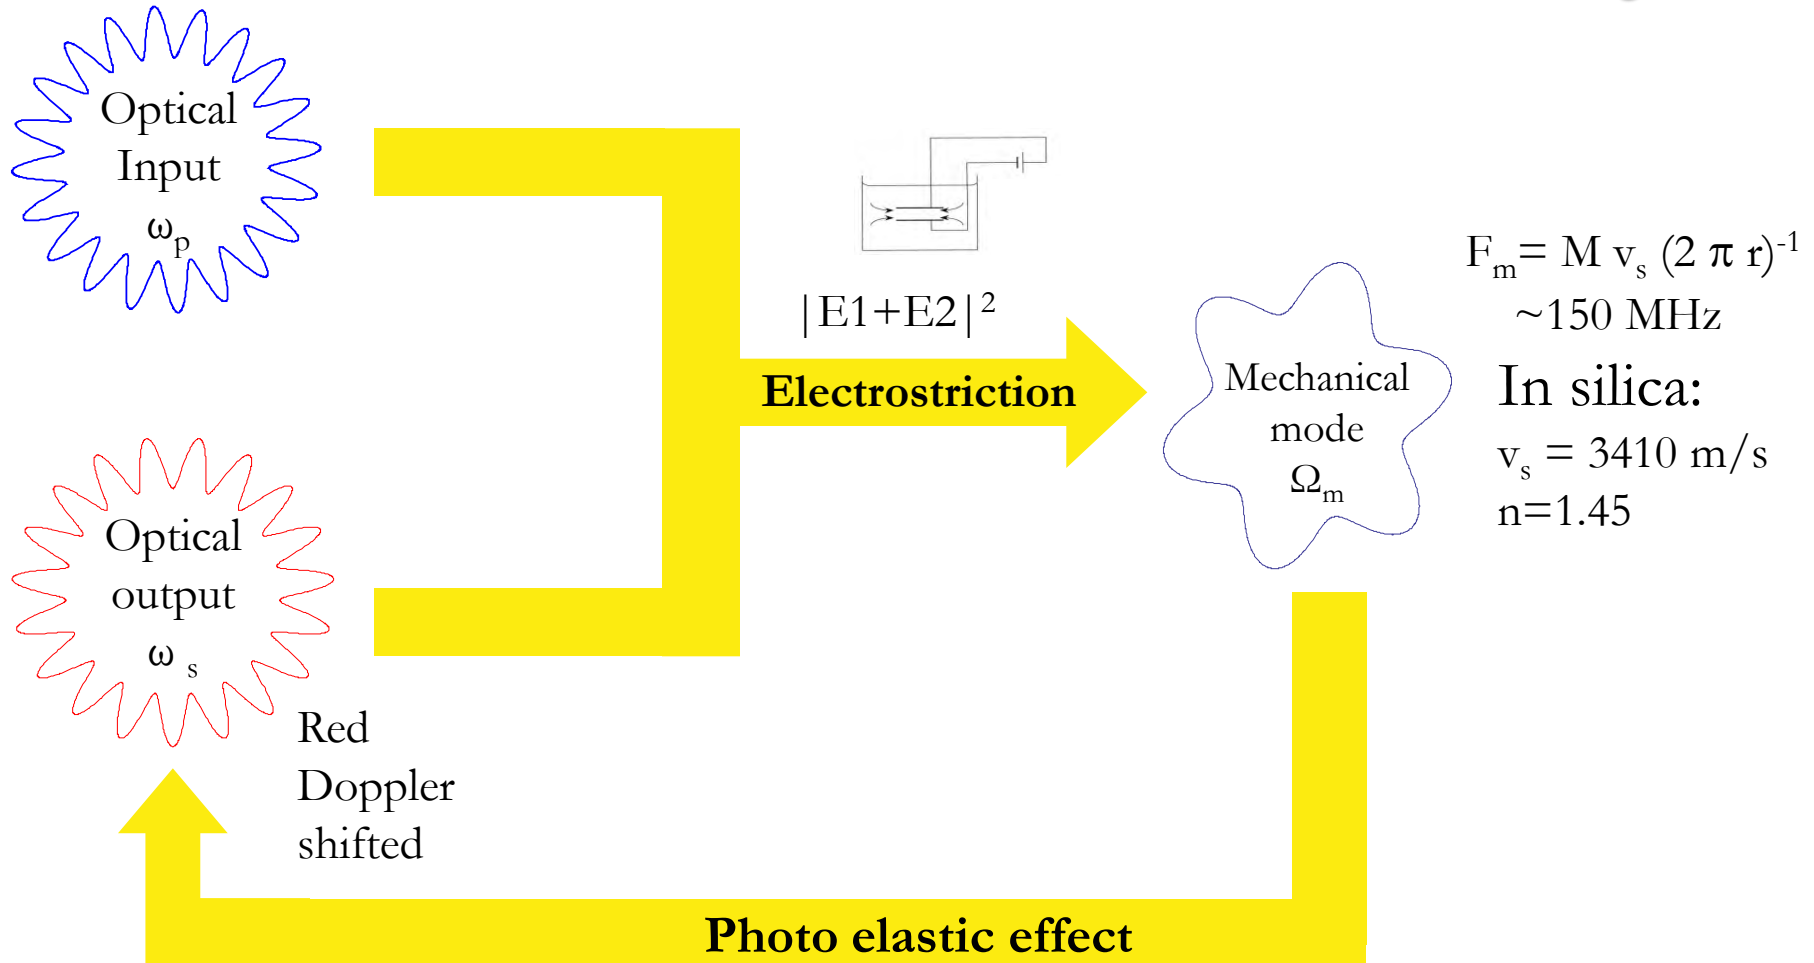 Optical
Input
ωp
|E1+E2|²
Electrostriction
Fm= M vs (2 π r)⁻¹
~150 MHz
In silica:
vs = 3410 m/s
n=1.45
Mechanical
mode
Ωm
Optical
output
ω s
Red
Doppler
shifted
Photo elastic effect